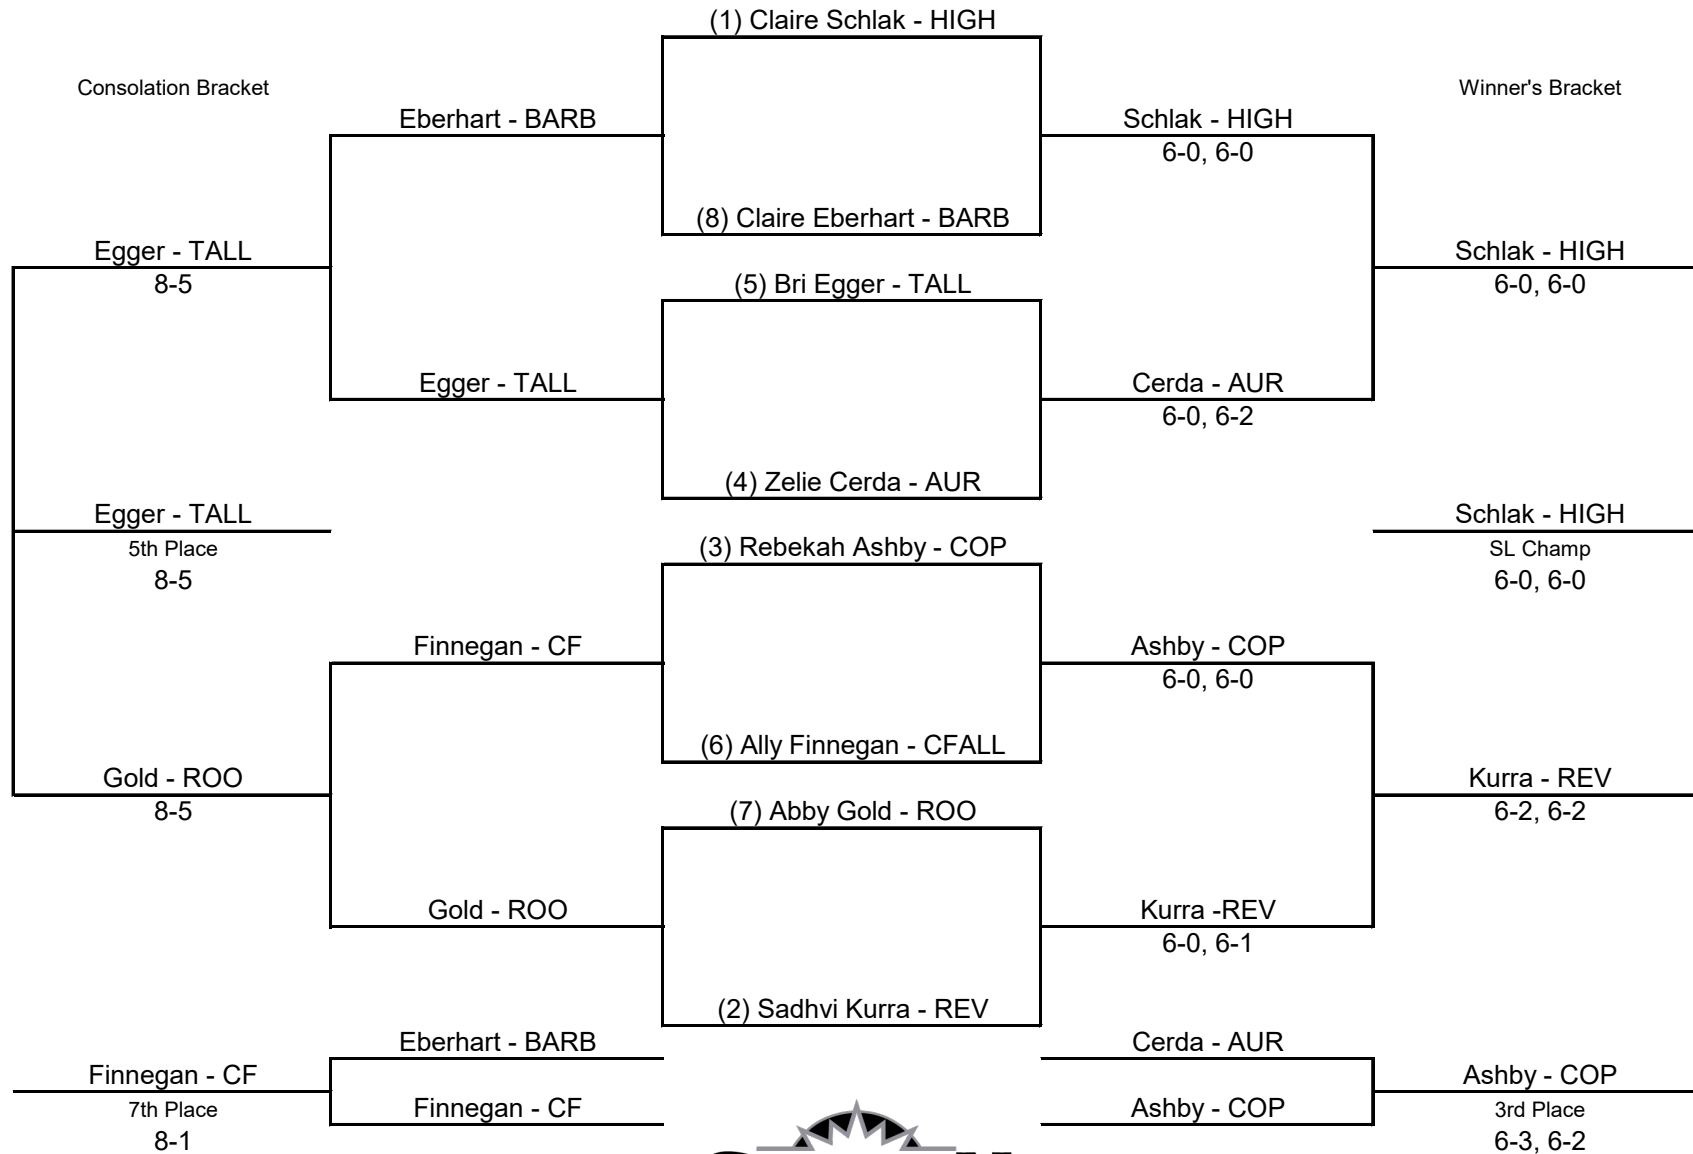 (1) Claire Schlak - HIGH
Consolation Bracket
Winner's Bracket
Eberhart - BARB
Schlak - HIGH
6-0, 6-0
(8) Claire Eberhart - BARB
Egger - TALL
8-5
Schlak - HIGH
6-0, 6-0
(5) Bri Egger - TALL
Egger - TALL
Cerda - AUR
6-0, 6-2
(4) Zelie Cerda - AUR
Egger - TALL
5th Place
8-5
Schlak - HIGH
SL Champ
6-0, 6-0
(3) Rebekah Ashby - COP
Finnegan - CF
Ashby - COP
6-0, 6-0
(6) Ally Finnegan - CFALL
Gold - ROO
8-5
Kurra - REV
6-2, 6-2
(7) Abby Gold - ROO
Gold - ROO
Kurra -REV
6-0, 6-1
(2) Sadhvi Kurra - REV
Eberhart - BARB
Cerda - AUR
Finnegan - CF
7th Place
8-1
Ashby - COP
3rd Place
6-3, 6-2
Finnegan - CF
Ashby - COP